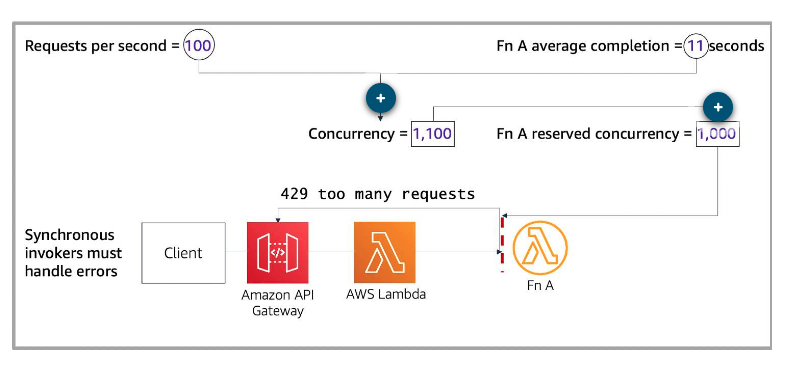 Requests per second = 100
Fn A average completion = 11 seconds
+
+
Concurrency = 1,100
Fn A reserved concurrency = 1,000
429 too many requests
Synchronous
invokers must
handle errors
Client
</>
Amazon API
Gateway
AWS Lambda
Fn A